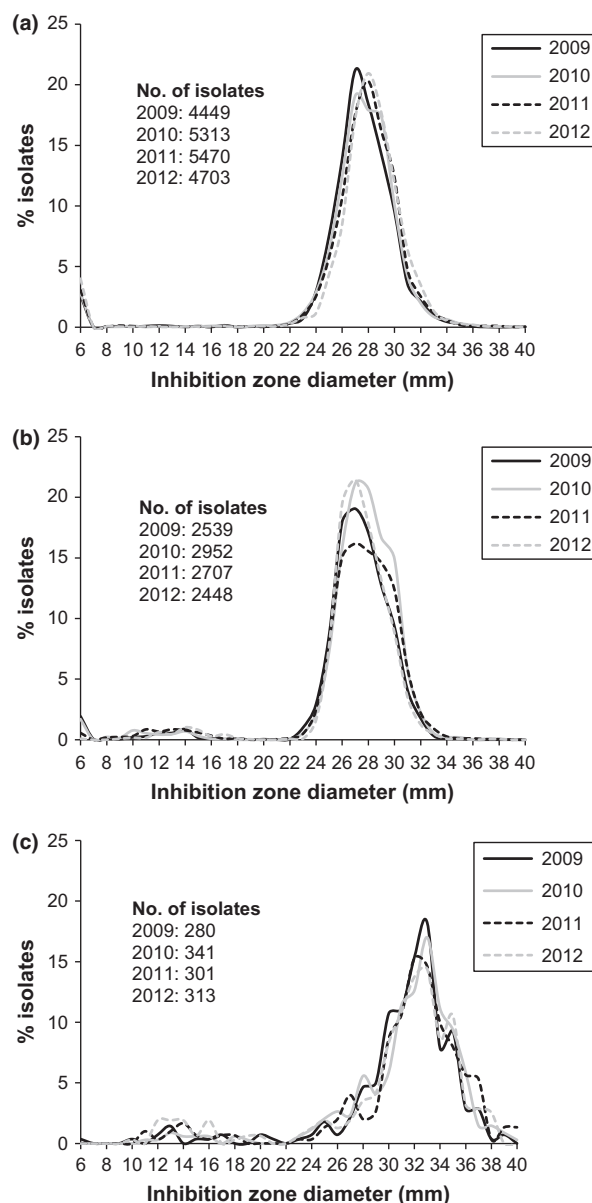 (a)
25
20
15
10
5
0
% isolates
No. of isolates
2009: 4449
2010: 5313
2011: 5470
2012: 4703
2009
2010
2011
2012
6 8 10 12 14 16 18 20 22 24 26 28 30 32 34 36 38 40
Inhibition zone diameter (mm)
(b)
25
20
15
10
5
0
% isolates
No. of isolates
2009: 2539
2010: 2952
2011: 2707
2012: 2448
2009
2010
2011
2012
6 8 10 12 14 16 18 20 22 24 26 28 30 32 34 36 38 40
Inhibition zone diameter (mm)
(c)
25
20
15
10
5
0
% isolates
No. of isolates
2009: 280
2010: 341
2011: 301
2012: 313
2009
2010
2011
2012
6 8 10 12 14 16 18 20 22 24 26 28 30 32 34 36 38 40
Inhibition zone diameter (mm)